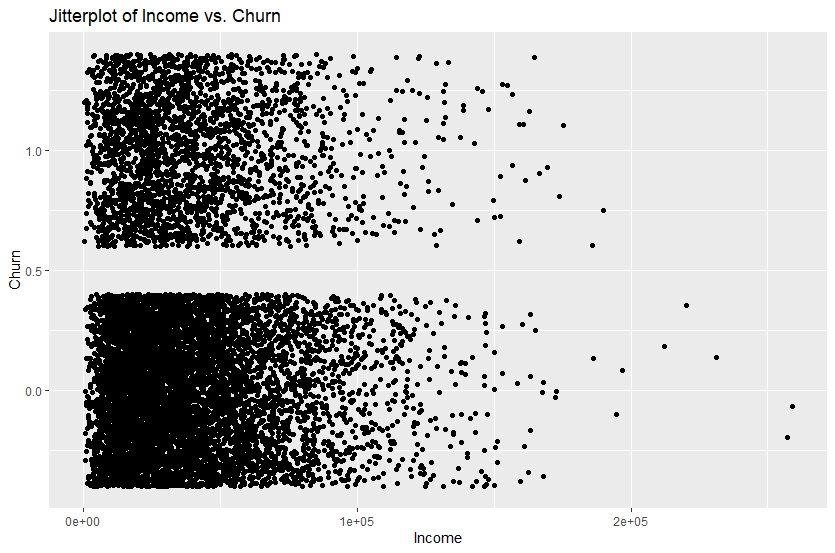 Jitterplot of Income vs. Churn
Churn
1.0
0.5
0.0
0e+00 1e+05 2e+05
Income